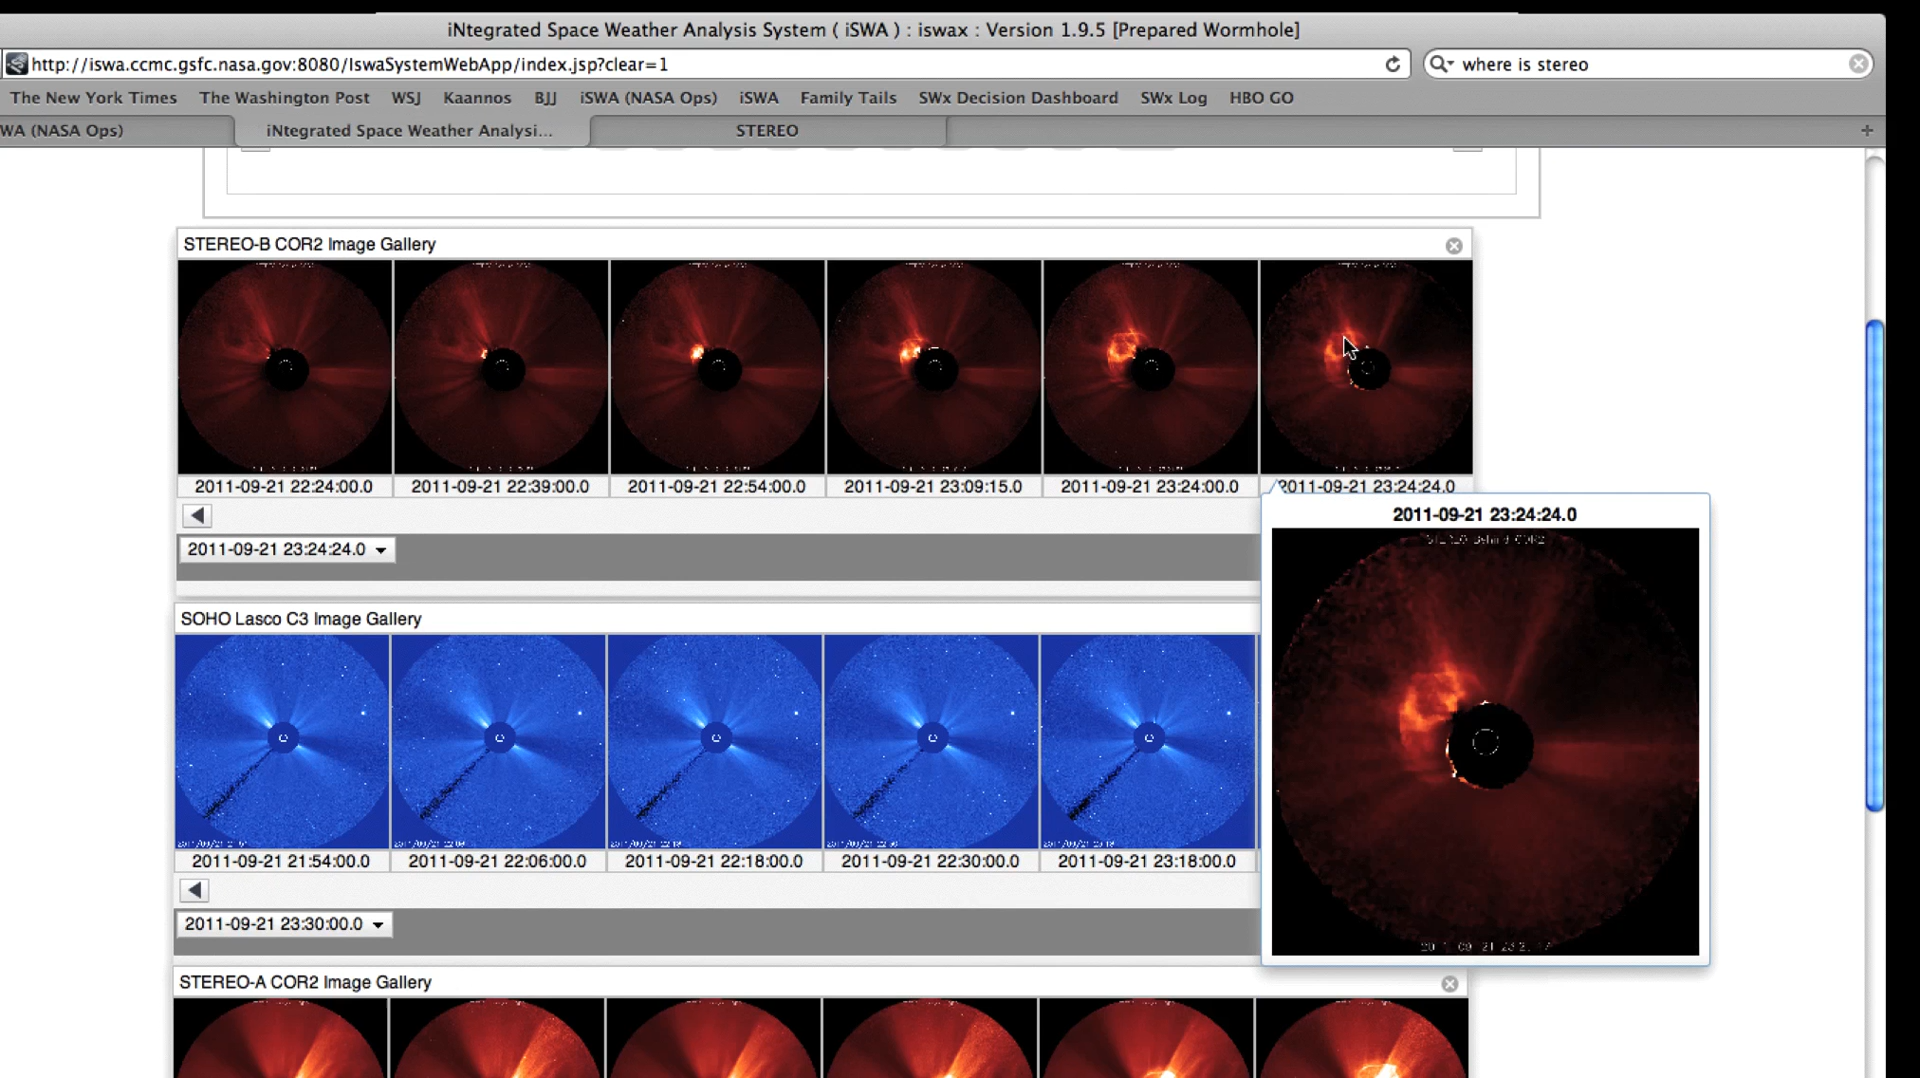 iNtegrated Space Weather Analysis System ( iSWA ) : iswax : Version 1.9.5 [Prepared Wormhole]
http://iswa.ccmc.gsfc.nasa.gov:8080/IswaSystemWebApp/index.jsp?clear=1
where is stereo
The New York Times The Washington Post WSJ Kaannos BJJ iSWA (NASA Ops) iSWA Family Tails SWx Decision Dashboard SWx Log HBO GO
WA (NASA Ops) iNtegrated Space Weather Analysi... STEREO +
STEREO-B COR2 Image Gallery
2011-09-21 22:24:00.0 2011-09-21 22:39:00.0 2011-09-21 22:54:00.0 2011-09-21 23:09:15.0 2011-09-21 23:24:00.0 2011-09-21 23:24:24.0
2011-09-21 23:24:24.0
2011-09-21 23:24:24.0
SOHO Lasco C3 Image Gallery
2011-09-21 21:54:00.0 2011-09-21 22:06:00.0 2011-09-21 22:18:00.0 2011-09-21 22:30:00.0 2011-09-21 23:18:00.0
2011-09-21 23:30:00.0
STEREO-A COR2 Image Gallery